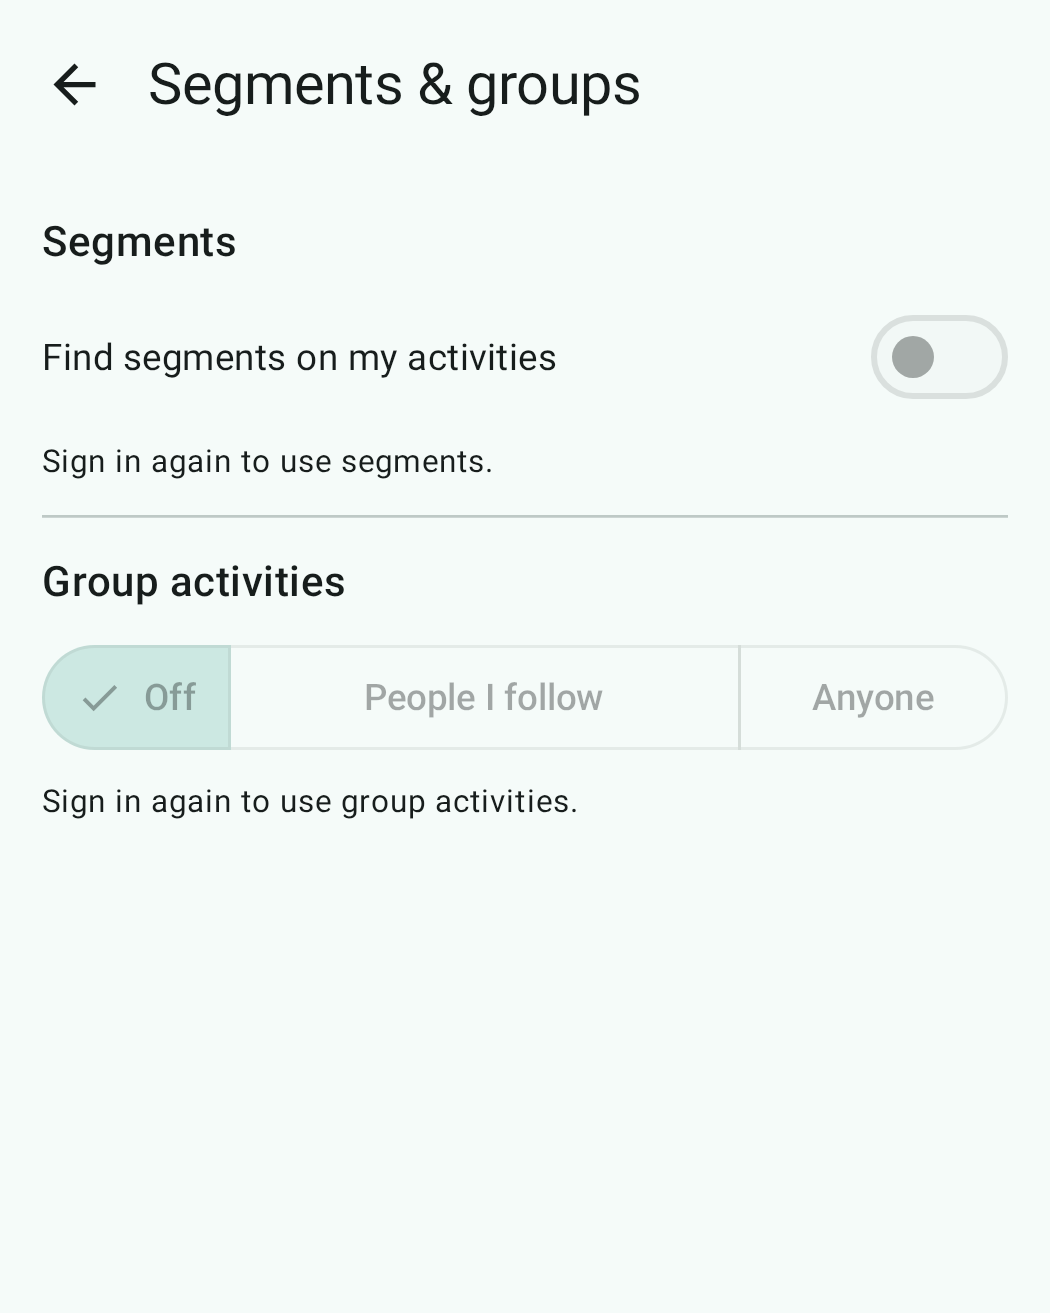 Segments & groups
Segments
Find segments on my activities
Sign in again to use segments.
Group activities
Off
People I follow
Anyone
Sign in again to use group activities.